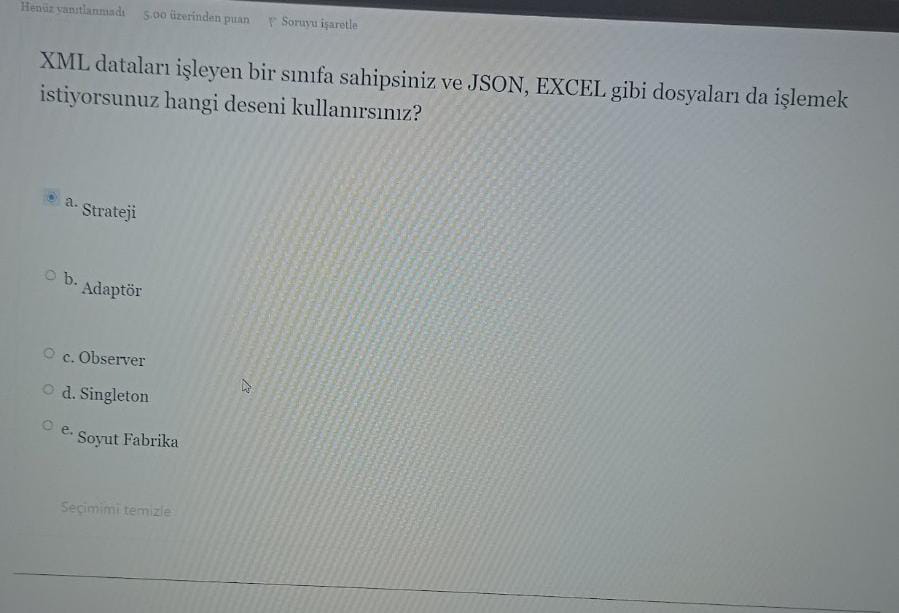 Henüz yanıtlanmadı 5.00 üzerinden puan Soruyu işaretle
XML dataları işleyen bir sınıfa sahipsiniz ve JSON, EXCEL gibi dosyaları da işlemek
istiyorsunuz hangi deseni kullanırsınız?
a. Strateji
b. Adaptör
c. Observer
d. Singleton
e. Soyut Fabrika
Seçimimi temizle